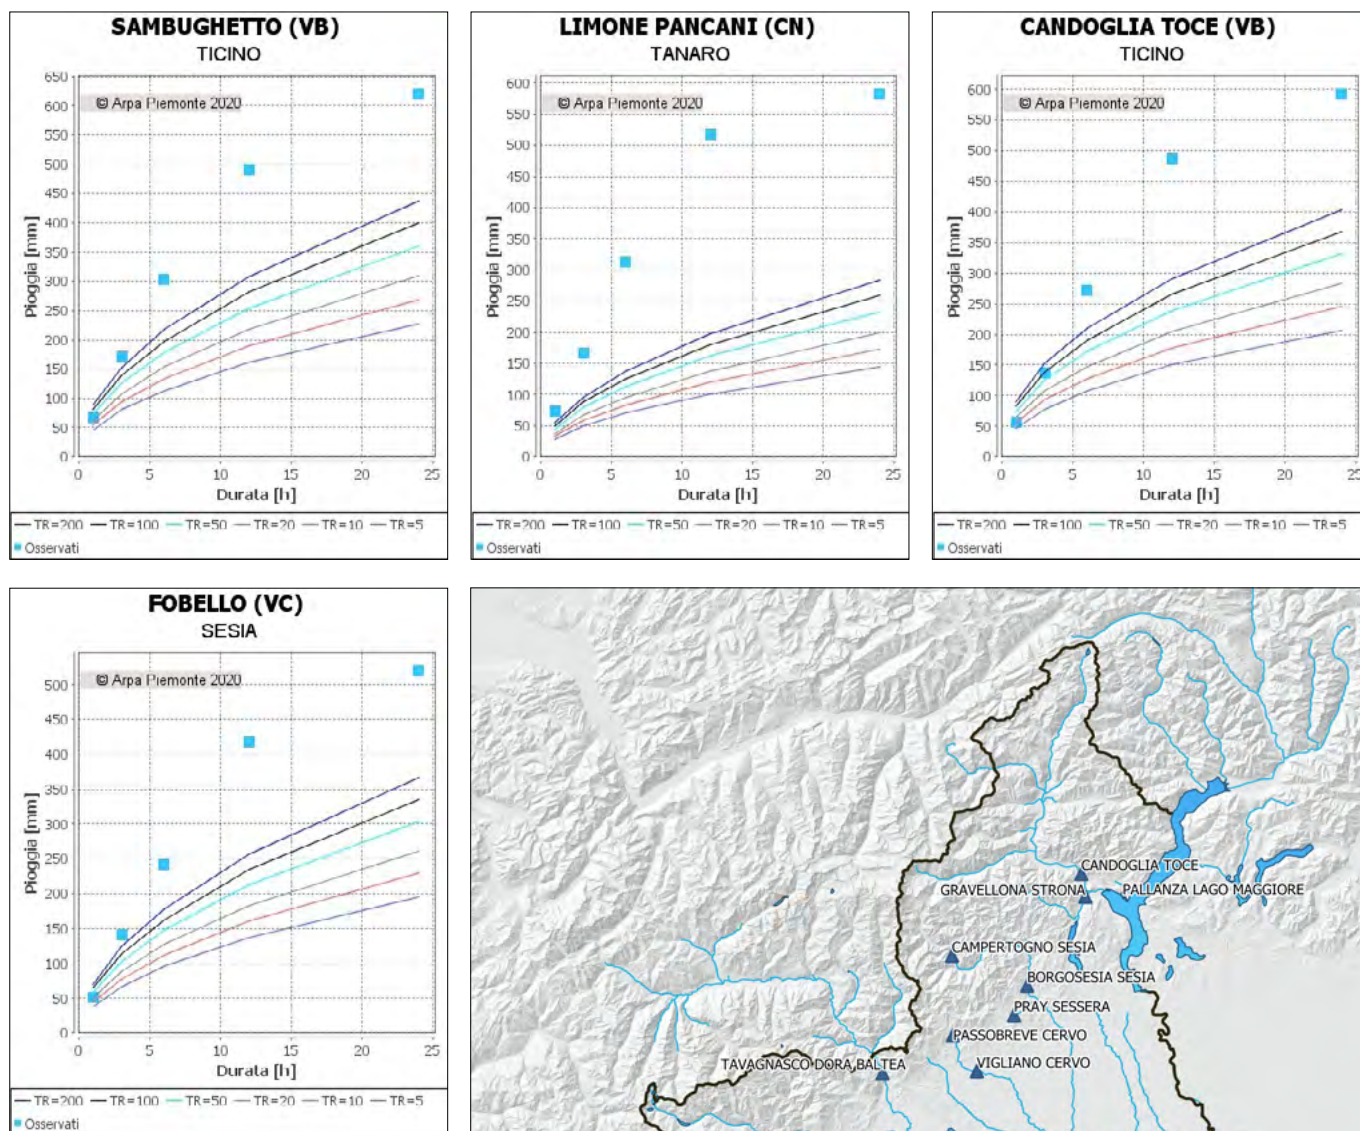 SAMBUGHETTO (VB)
TICINO
© Arpa Piemonte 2020
Pioggia [mm]
650
600
550
500
450
400
350
300
250
200
150
100
50
0
0 5 10 15 20 25
Durata [h]
TR=200 TR=100 TR=50 TR=20 TR=10 TR=5
Osservati
LIMONE PANCANI (CN)
TANARO
© Arpa Piemonte 2020
Pioggia [mm]
600
550
500
450
400
350
300
250
200
150
100
50
0
0 5 10 15 20 25
Durata [h]
TR=200 TR=100 TR=50 TR=20 TR=10 TR=5
Osservati
CANDOGLIA TOCE (VB)
TICINO
© Arpa Piemonte 2020
Pioggia [mm]
600
550
500
450
400
350
300
250
200
150
100
50
0
0 5 10 15 20 25
Durata [h]
TR=200 TR=100 TR=50 TR=20 TR=10 TR=5
Osservati
FOBELLO (VC)
SESIA
© Arpa Piemonte 2020
Pioggia [mm]
500
450
400
350
300
250
200
150
100
50
0
0 5 10 15 20 25
Durata [h]
TR=200 TR=100 TR=50 TR=20 TR=10 TR=5
Osservati
CANDOGLIA TOCE
GRAVELLONA STRONA
PALLANZA LAGO MAGGIORE
CAMPERTOGNO SESIA
BORGOSESIA SESIA
PRAY SESSERA
PASSOBREVE CERVO
TAVAGNASCO DORA BALTEA
VIGLIANO CERVO